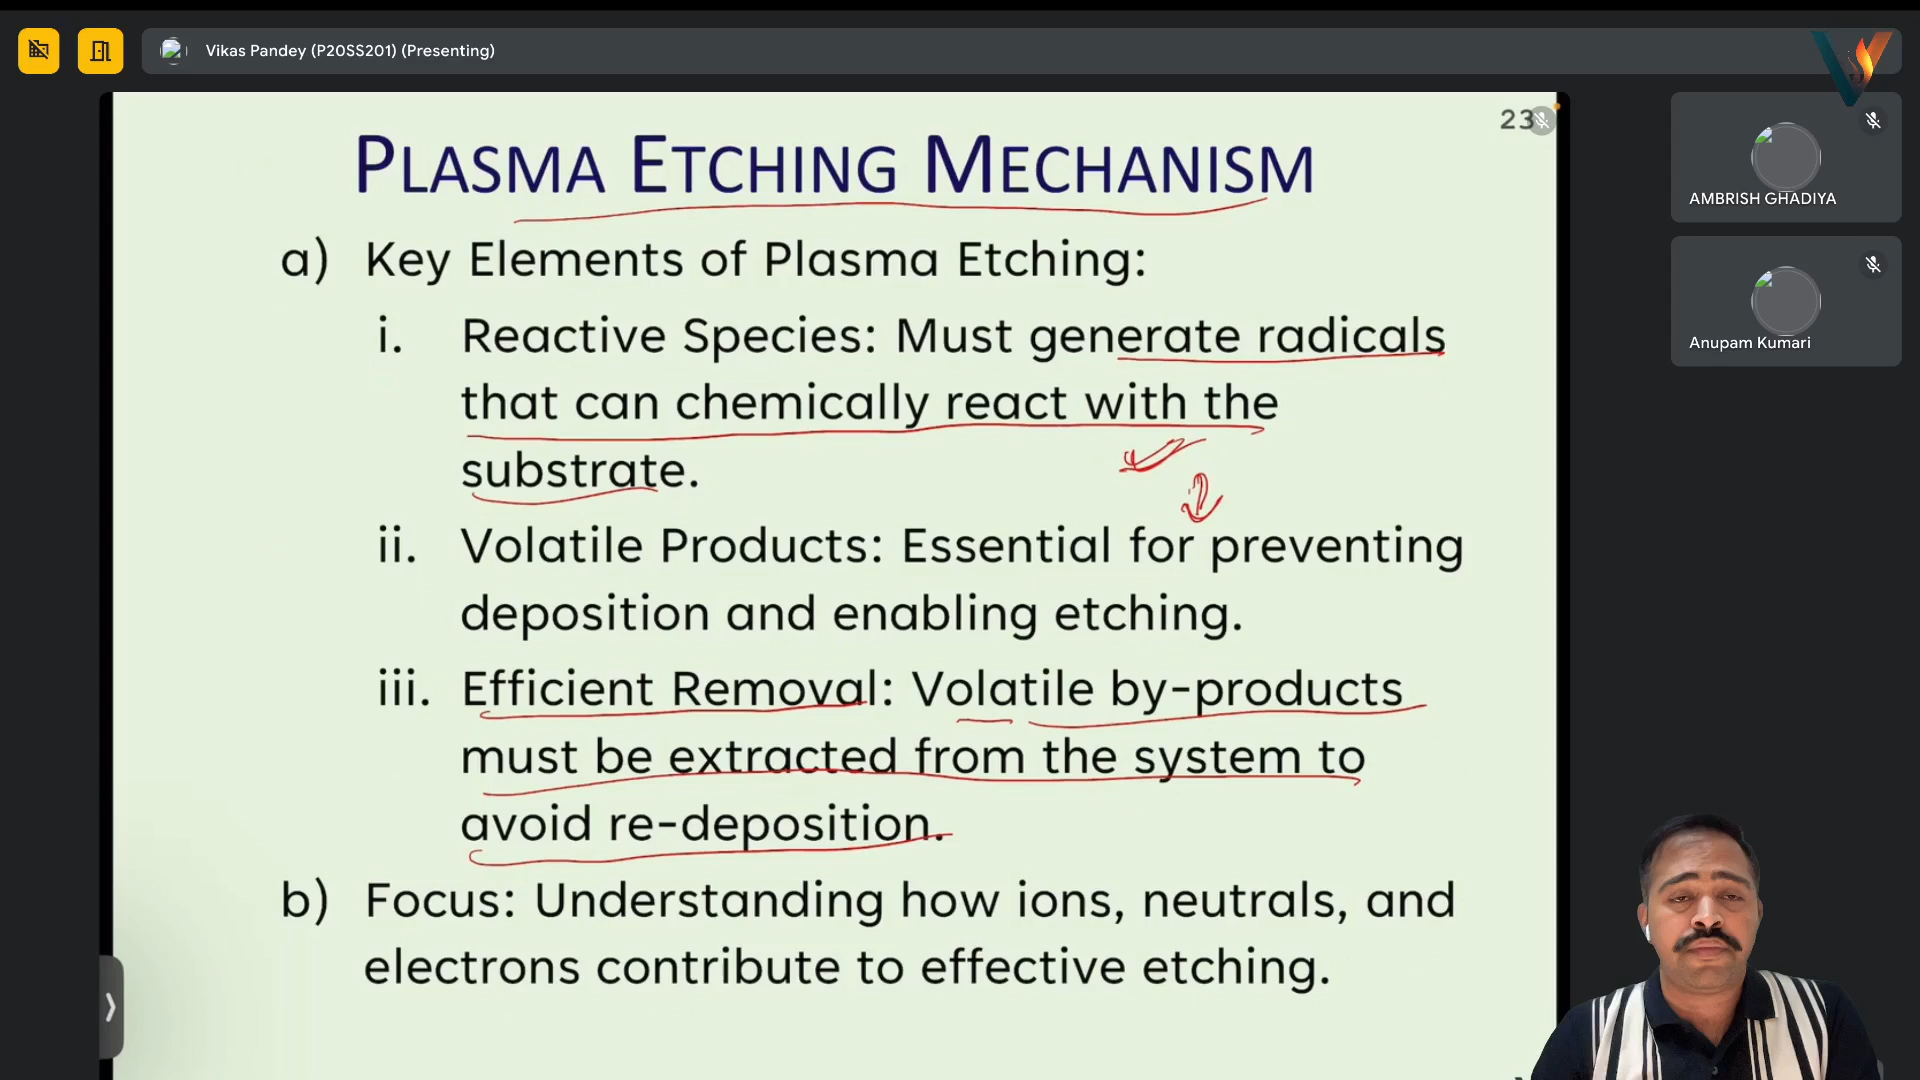 Vikas Pandey (P20SS201) (Presenting)
23
PLASMA ETCHING MECHANISM
a) Key Elements of Plasma Etching:
i. Reactive Species: Must generate radicals
that can chemically react with the
substrate.
ii. Volatile Products: Essential for preventing
deposition and enabling etching.
iii. Efficient Removal: Volatile by-products
must be extracted from the system to
avoid re-deposition.
b) Focus: Understanding how ions, neutrals, and
electrons contribute to effective etching.
AMBRISH GHADIYA
Anupam Kumari